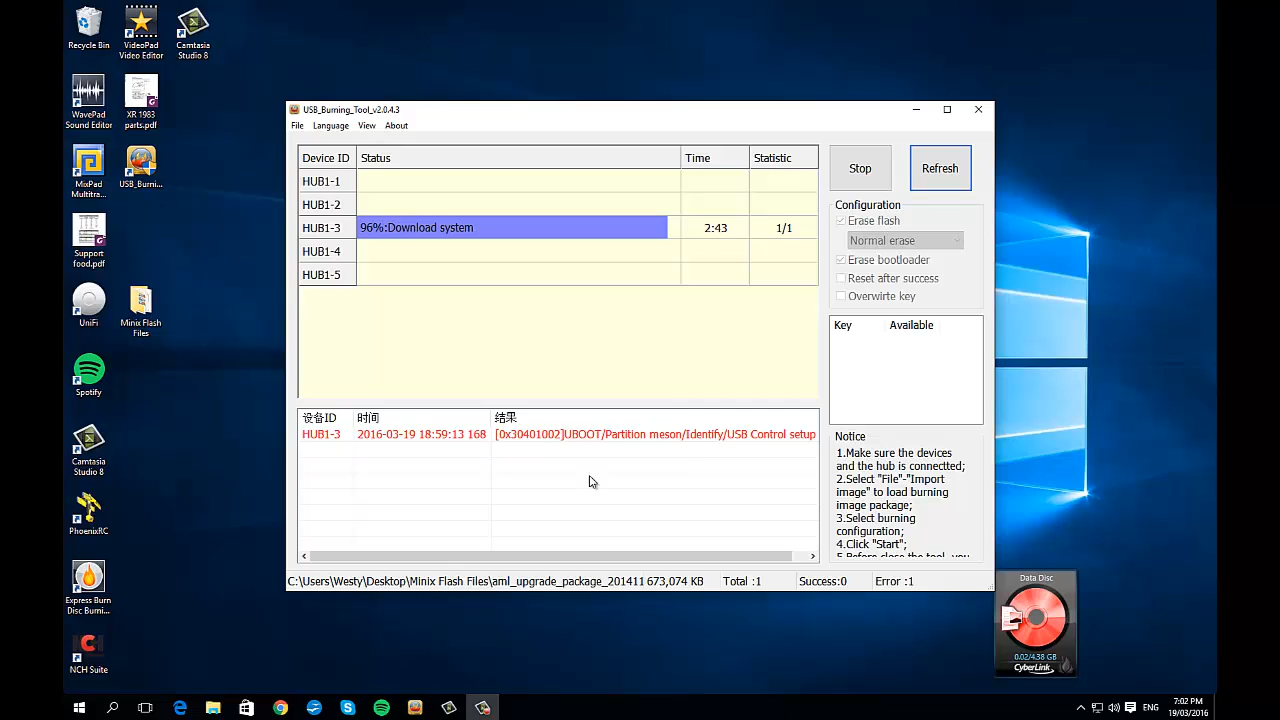 Recycle Bin
VideoPad
Video Editor
Camtasia
Studio 8
WavePad
Sound Editor
XR 1983
parts.pdf
MixPad
Multitra...
USB_Burni...
Support
food.pdf
UniFi
Minix Flash
Files
Spotify
Camtasia
Studio 8
PhoenixRC
Express Burn
Disc Burni...
NCH Suite
USB_Burning_Tool_v2.0.4.3
File Language View About
Device ID Status Time Statistic
HUB1-1
HUB1-2
HUB1-3 96%:Download system 2:43 1/1
HUB1-4
HUB1-5
Stop Refresh
Configuration
Erase flash
Normal erase
Erase bootloader
Reset after success
Overwirte key
Key Available
设备ID 时间 结果
HUB1-3 2016-03-19 18:59:13 168 [0x30401002]UBOOT/Partition meson/Identify/USB Control setup
Notice
1.Make sure the devices
and the hub is connectted;
2.Select "File"-"Import
image" to load burning
image package;
3.Select burning
configuration;
4.Click "Start";
5.Before close the tool, you
C:\Users\Westy\Desktop\Minix Flash Files\aml_upgrade_package_201411 673,074 KB Total :1 Success:0 Error :1
Data Disc
0.02/4.38 GB
CyberLink
ENG
7:02 PM
19/03/2016